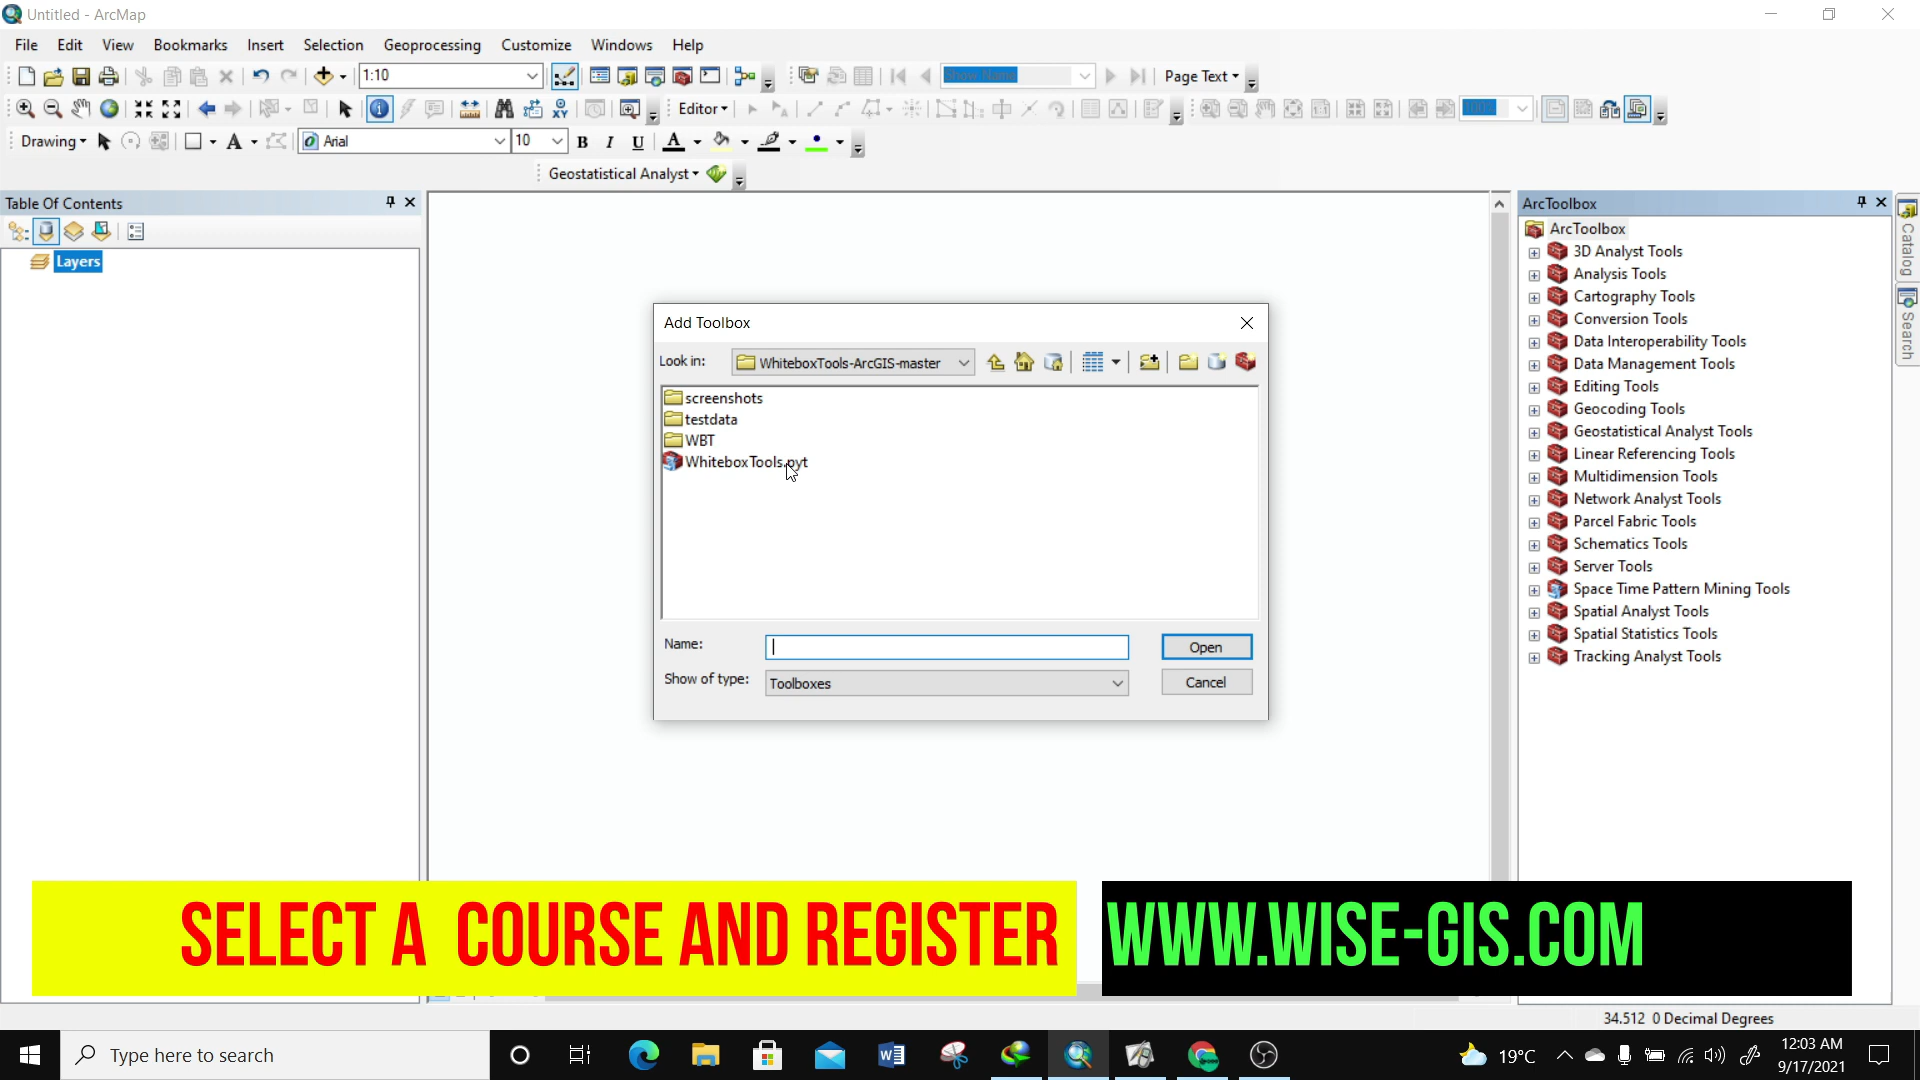 Untitled - ArcMap
File Edit View Bookmarks Insert Selection Geoprocessing Customize Windows Help
1:10
Show Name
Page Text
Editor
100%
Drawing
Arial
10
A
B I U A
Geostatistical Analyst
Table Of Contents
Layers
Add Toolbox
Look in:
WhiteboxTools-ArcGIS-master
screenshots
testdata
WBT
WhiteboxTools.pyt
Name:
Open
Show of type:
Toolboxes
Cancel
ArcToolbox
ArcToolbox
3D Analyst Tools
Analysis Tools
Cartography Tools
Conversion Tools
Data Interoperability Tools
Data Management Tools
Editing Tools
Geocoding Tools
Geostatistical Analyst Tools
Linear Referencing Tools
Multidimension Tools
Network Analyst Tools
Parcel Fabric Tools
Schematics Tools
Server Tools
Space Time Pattern Mining Tools
Spatial Analyst Tools
Spatial Statistics Tools
Tracking Analyst Tools
Catalog
Search
SELECT A COURSE AND REGISTER
WWW.WISE-GIS.COM
34.512 0 Decimal Degrees
Type here to search
19°C
12:03 AM
9/17/2021